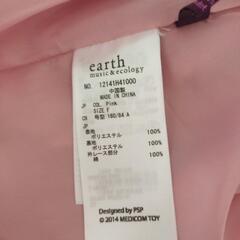 earth
music & ecology
NO. 12141H41000
中国製
MADE IN CHINA
JP COL. Pink
SIZE F
CN 号型 160/84 A
JP
表地 100%
ポリエステル
裏地 100%
ポリエステル
外レース部分 100%
綿
Designed by PSP
© 2014 MEDICOM TOY